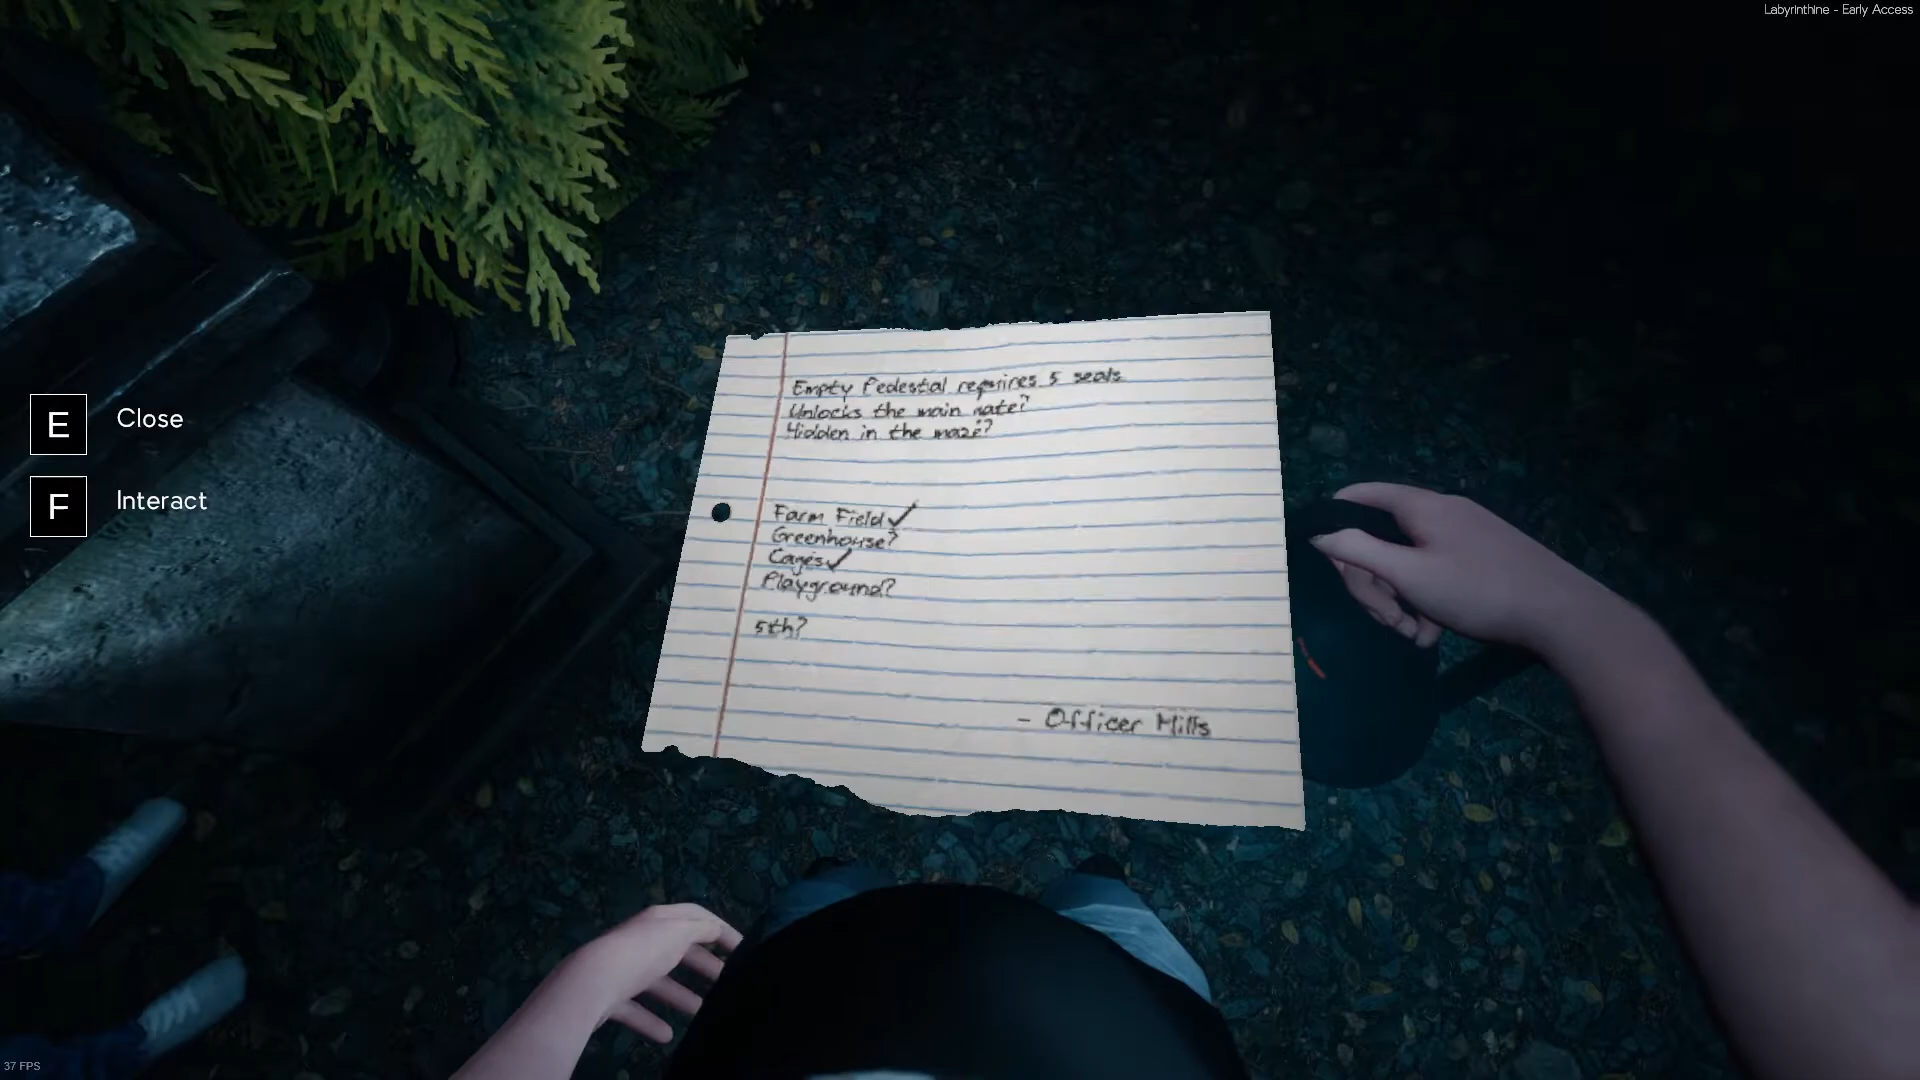 Labyrinthine - Early Access
Empty Pedestal requires 5 seals
Unlocks the main gate?
Hidden in the maze?
E Close
F Interact
Farm Field ✓
Greenhouse?
Cages ✓
Playground?
5th?
- Officer Mills
37 FPS